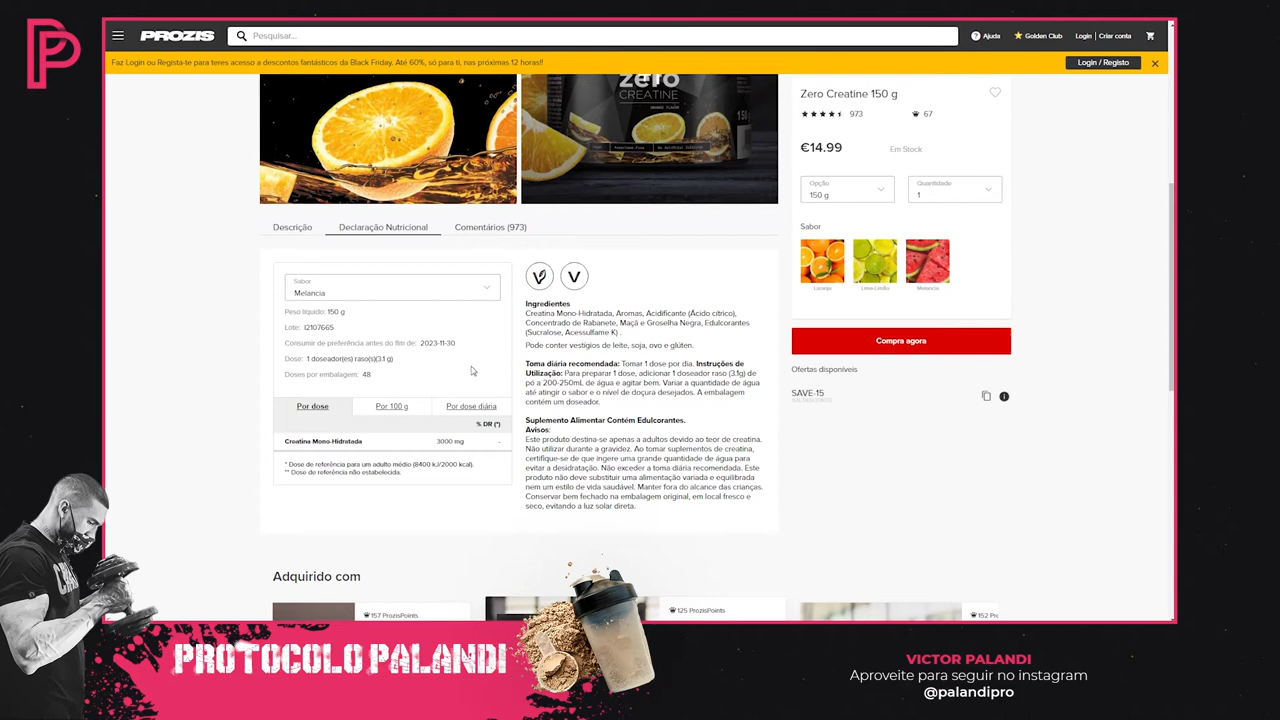 PROZIS
Pesquisar...
Ajuda
Golden Club
Login | Criar conta
Faz Login ou Regista-te para teres acesso a descontos fantásticos da Black Friday. Até 60%, só para ti, nas próximas 12 horas!!
Login / Registo
zero
CREATINE
Zero Creatine 150 g
973
67
€14.99
Em Stock
Opção
150 g
Quantidade
1
Sabor
Laranja
Lima-Limão
Melancia
Compra agora
Ofertas disponíveis
SAVE-15
Descrição
Declaração Nutricional
Comentários (973)
Sabor
Melancia
Peso líquido: 150 g
Lote: I2107665
Consumir de preferência antes do fim de: 2023-11-30
Dose: 1 doseador(es) raso(s)(3.1 g)
Doses por embalagem: 48
Por dose
Por 100 g
Por dose diária
% DR (*)
Creatina Mono-Hidratada 3000 mg -
* Dose de referência para um adulto médio (8400 kJ/2000 kcal).
** Dose de referência não estabelecida.
V
V
Ingredientes
Creatina Mono-Hidratada, Aromas, Acidificante (Ácido cítrico),
Concentrado de Rabanete, Maçã e Groselha Negra, Edulcorantes
(Sucralose, Acessulfame K) .
Pode conter vestígios de leite, soja, ovo e glúten.
Toma diária recomendada: Tomar 1 dose por dia. Instruções de
Utilização: Para preparar 1 dose, adicionar 1 doseador raso (3.1g) de
pó a 200-250mL de água e agitar bem. Variar a quantidade de água
até atingir o sabor e o nível de doçura desejados. A embalagem
contém um doseador.
Suplemento Alimentar Contém Edulcorantes.
Avisos:
Este produto destina-se apenas a adultos devido ao teor de creatina.
Não utilizar durante a gravidez. Ao tomar suplementos de creatina,
certifique-se de que ingere uma grande quantidade de água para
evitar a desidratação. Não exceder a toma diária recomendada. Este
produto não deve substituir uma alimentação variada e equilibrada
nem um estilo de vida saudável. Manter fora do alcance das crianças.
Conservar bem fechado na embalagem original, em local fresco e
seco, evitando a luz solar direta.
Adquirido com
157 ProzisPoints
125 ProzisPoints
PROTOCOLO PALANDI
VICTOR PALANDI
Aproveite para seguir no instagram
@palandipro